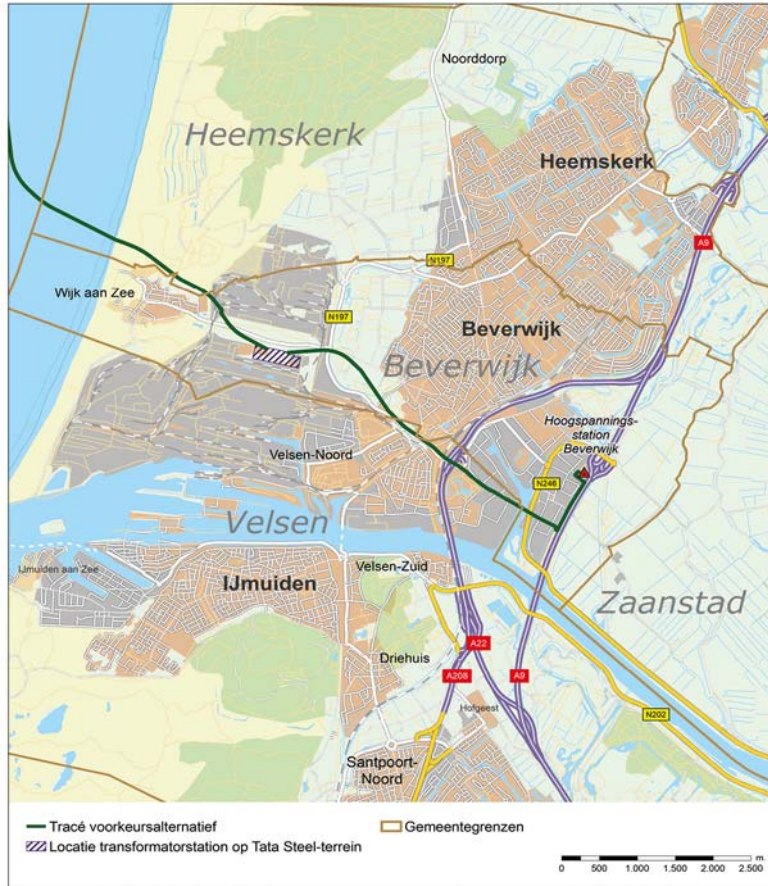 Noorddorp
Heemskerk
Heemskerk
A9
N197
Wijk aan Zee
N197
Beverwijk
Beverwijk
Hoogspannings-
station
Beverwijk
Velsen-Noord
N246
Velsen
IJmuiden aan Zee
IJmuiden
Velsen-Zuid
Zaanstad
Driehuis
A22
A208
A9
Hofgeest
N202
Santpoort-
Noord
Tracé voorkeursalternatief
Gemeentegrenzen
Locatie transformatorstation op Tata Steel-terrein
0 500 1.000 1.500 2.000 2.500 m.